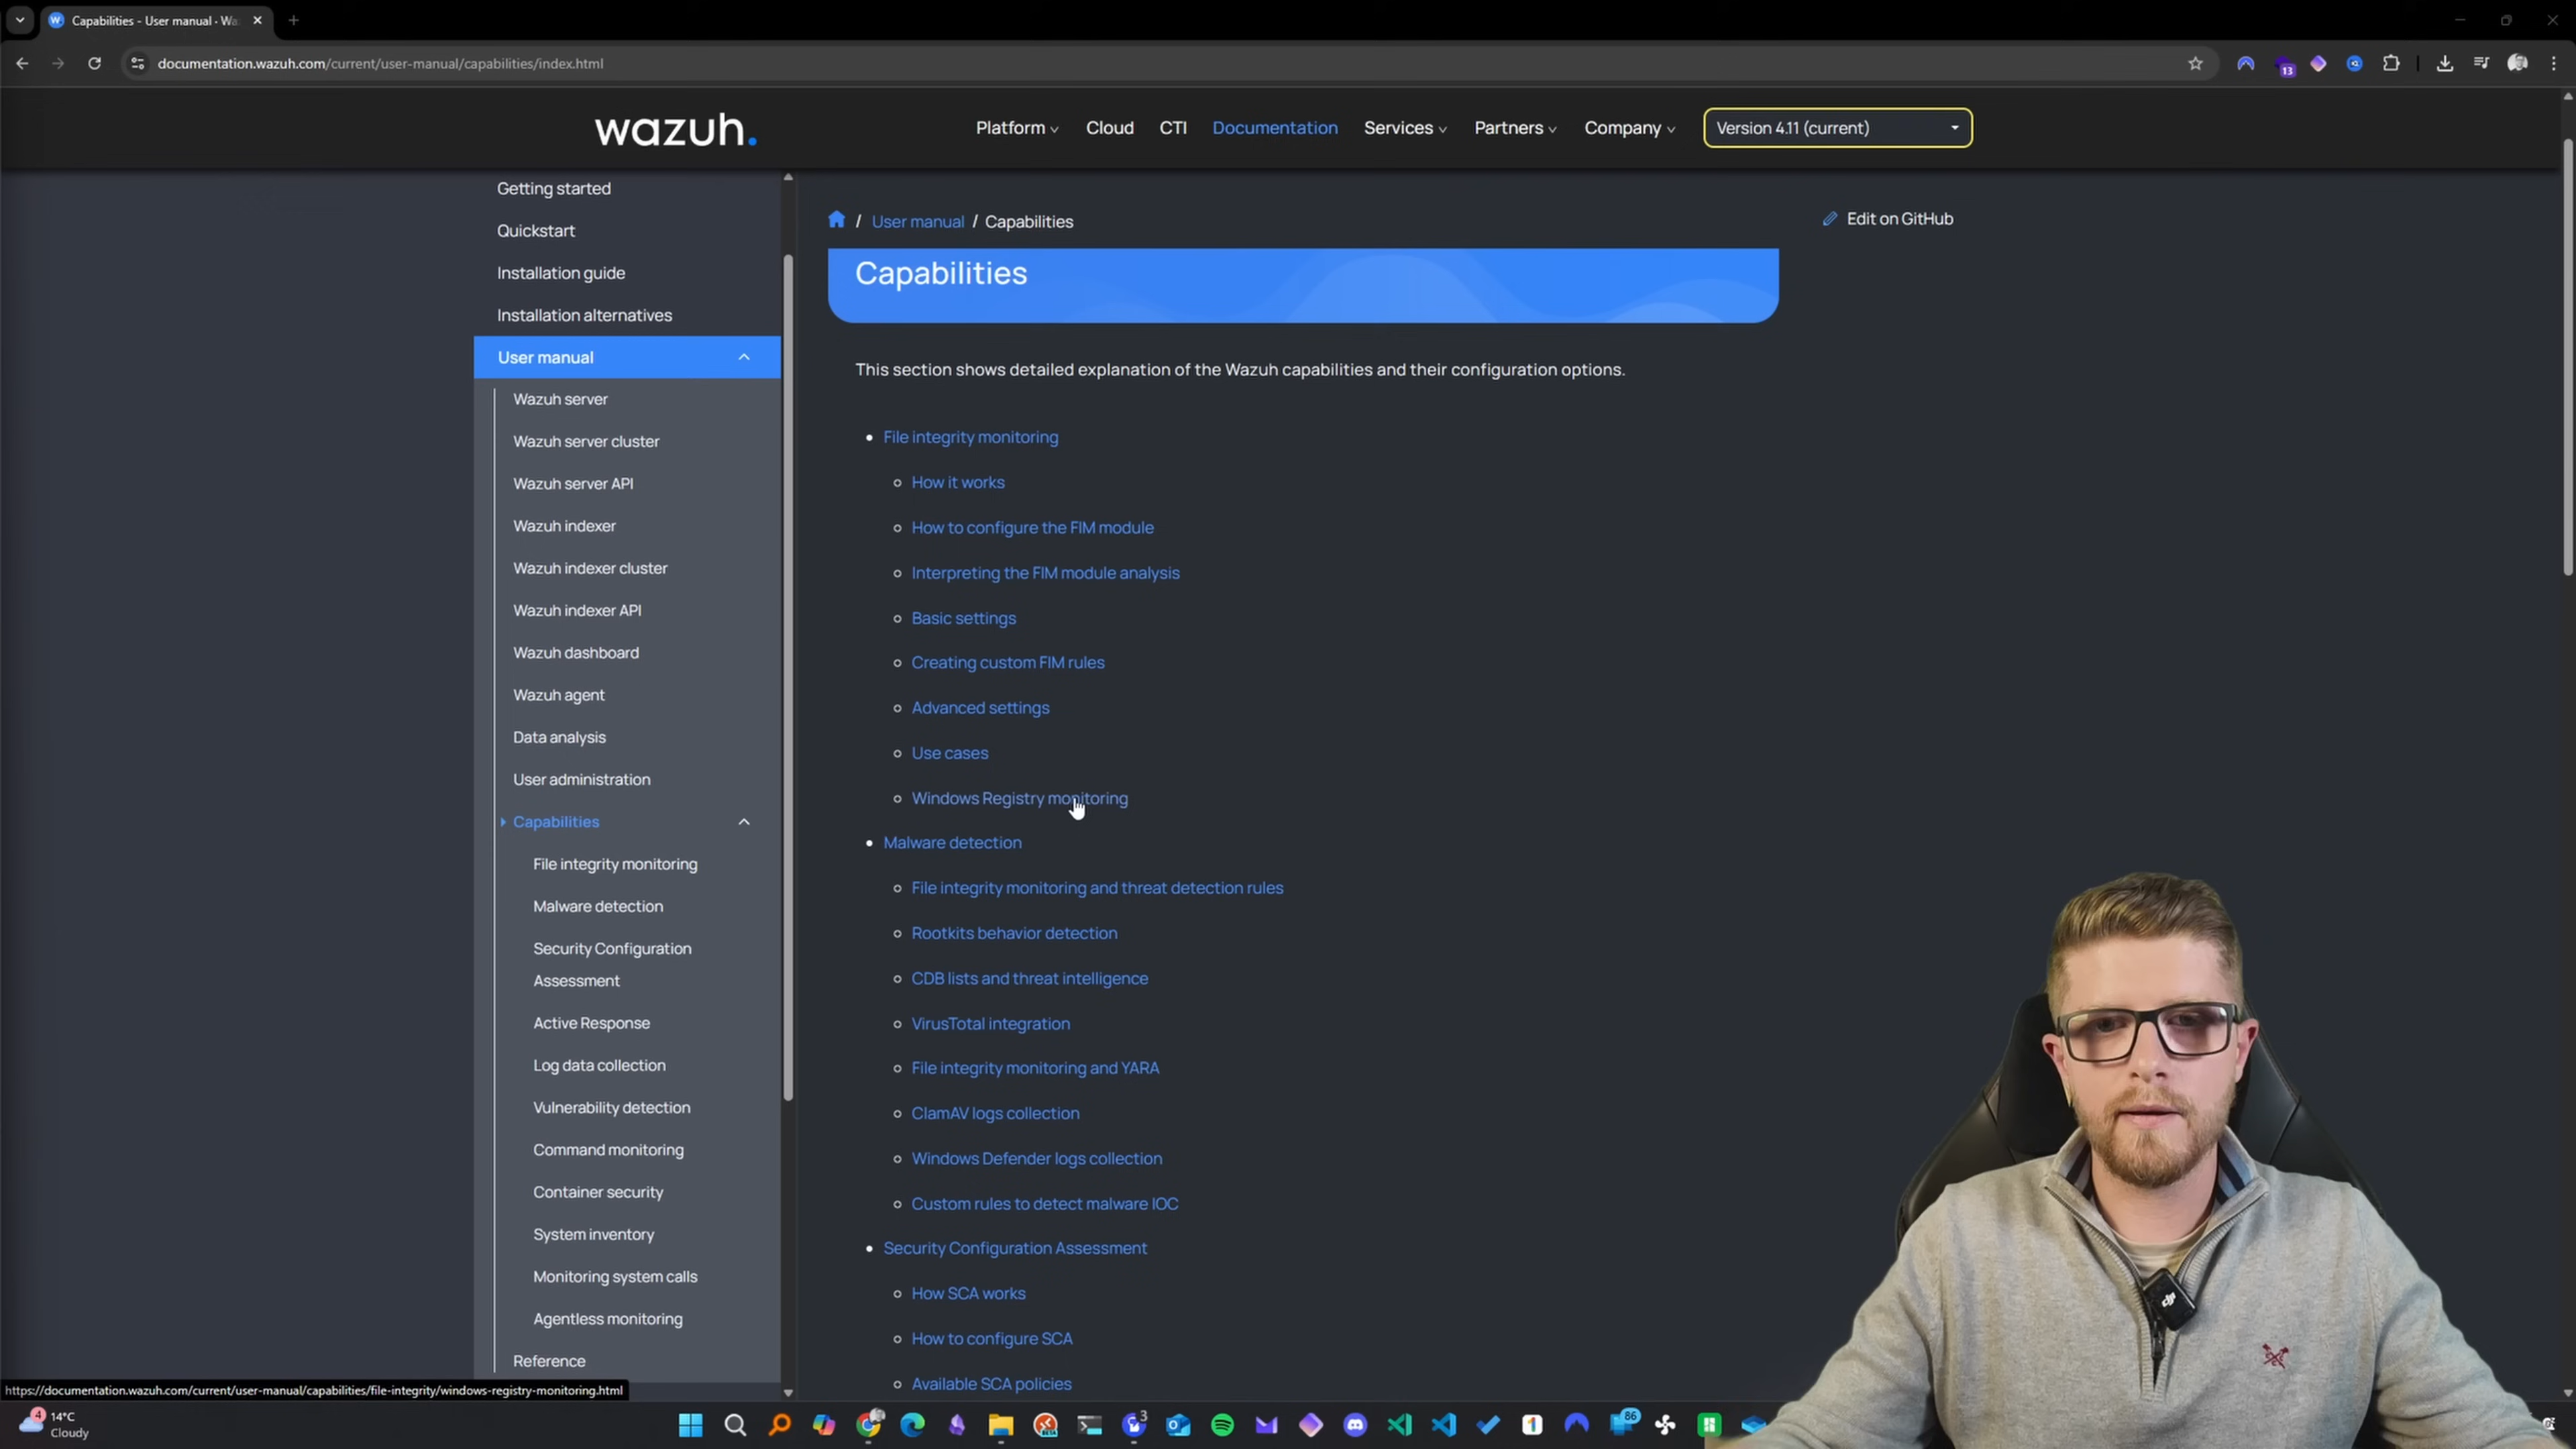 Capabilities - User manual · Wa
documentation.wazuh.com/current/user-manual/capabilities/index.html
13
wazuh.
Platform
Cloud
CTI
Documentation
Services
Partners
Company
Version 4.11 (current)
Getting started
Quickstart
Installation guide
Installation alternatives
User manual
Wazuh server
Wazuh server cluster
Wazuh server API
Wazuh indexer
Wazuh indexer cluster
Wazuh indexer API
Wazuh dashboard
Wazuh agent
Data analysis
User administration
Capabilities
File integrity monitoring
Malware detection
Security Configuration
Assessment
Active Response
Log data collection
Vulnerability detection
Command monitoring
Container security
System inventory
Monitoring system calls
Agentless monitoring
Reference
/ User manual / Capabilities
Edit on GitHub
Capabilities
This section shows detailed explanation of the Wazuh capabilities and their configuration options.
File integrity monitoring
How it works
How to configure the FIM module
Interpreting the FIM module analysis
Basic settings
Creating custom FIM rules
Advanced settings
Use cases
Windows Registry monitoring
Malware detection
File integrity monitoring and threat detection rules
Rootkits behavior detection
CDB lists and threat intelligence
VirusTotal integration
File integrity monitoring and YARA
ClamAV logs collection
Windows Defender logs collection
Custom rules to detect malware IOC
Security Configuration Assessment
How SCA works
How to configure SCA
Available SCA policies
https://documentation.wazuh.com/current/user-manual/capabilities/file-integrity/windows-registry-monitoring.html
4
14°C
Cloudy
BETA
3
1
86
dji